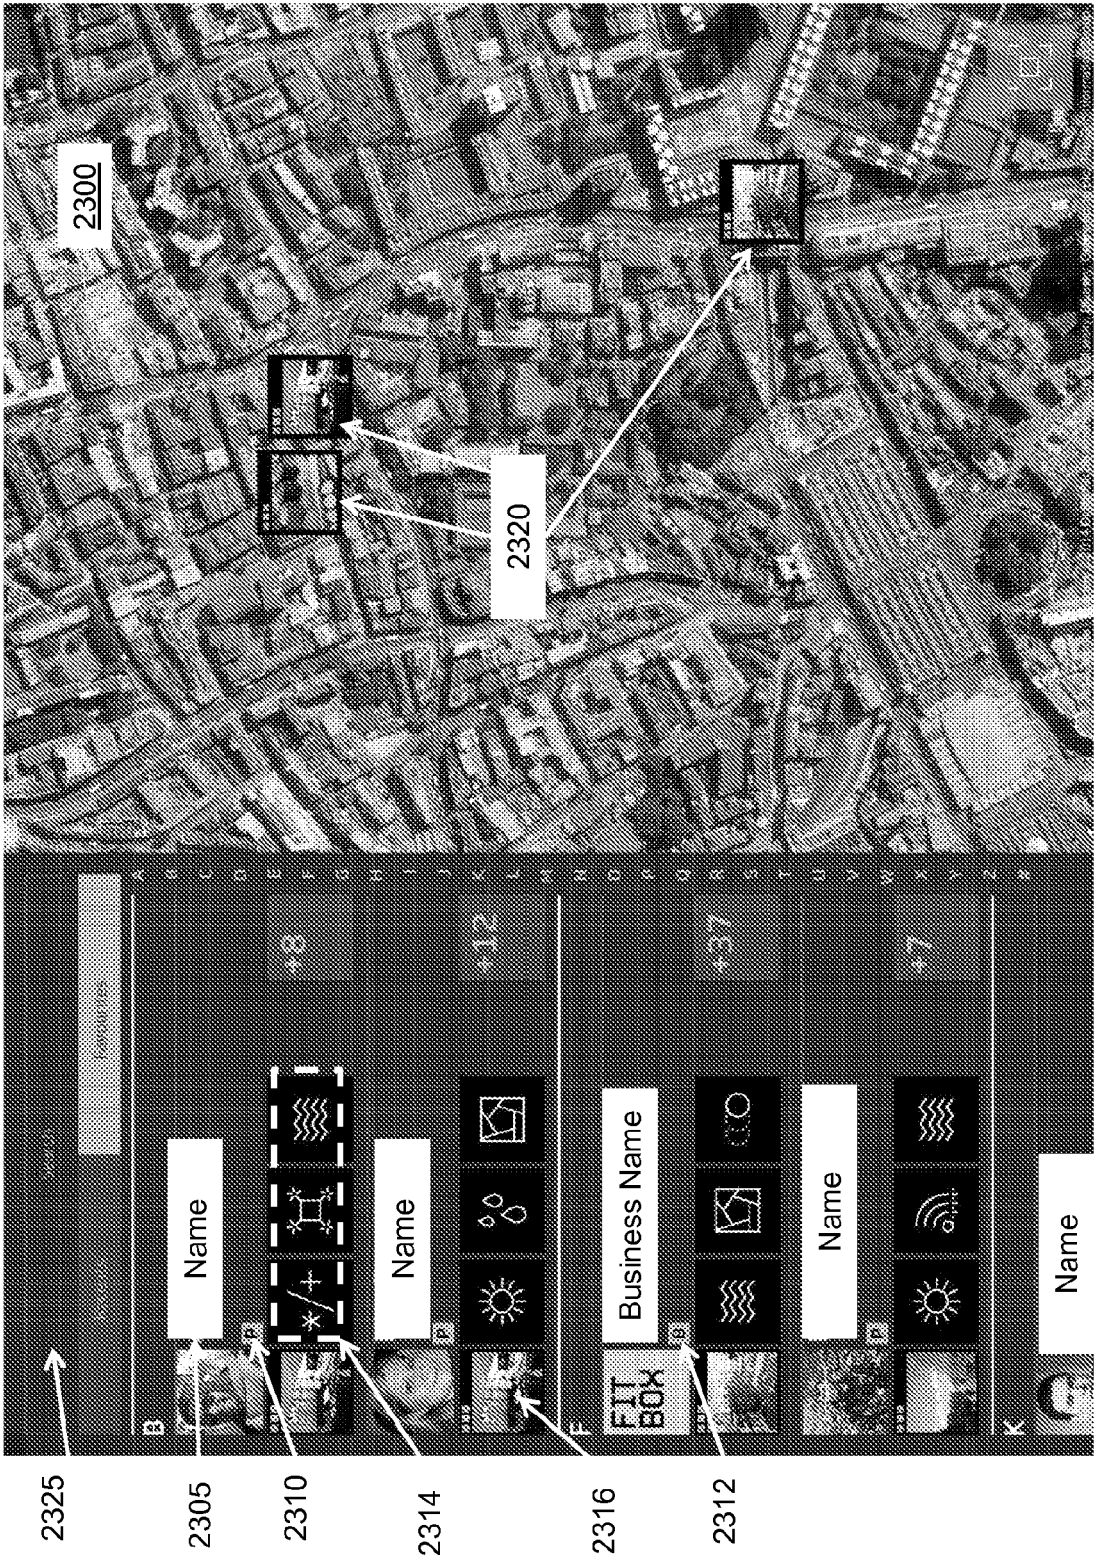 2300
2320
2325
2305
2310
2314
2316
2312
Favourites
B
Name
P
+8
Name
P
+12
F
FIT
BOX
Business Name
B
+37
Name
P
+7
K
Name
A
B
C
D
E
F
G
H
I
J
K
L
M
N
O
P
Q
R
S
T
U
V
W
X
Y
Z
#